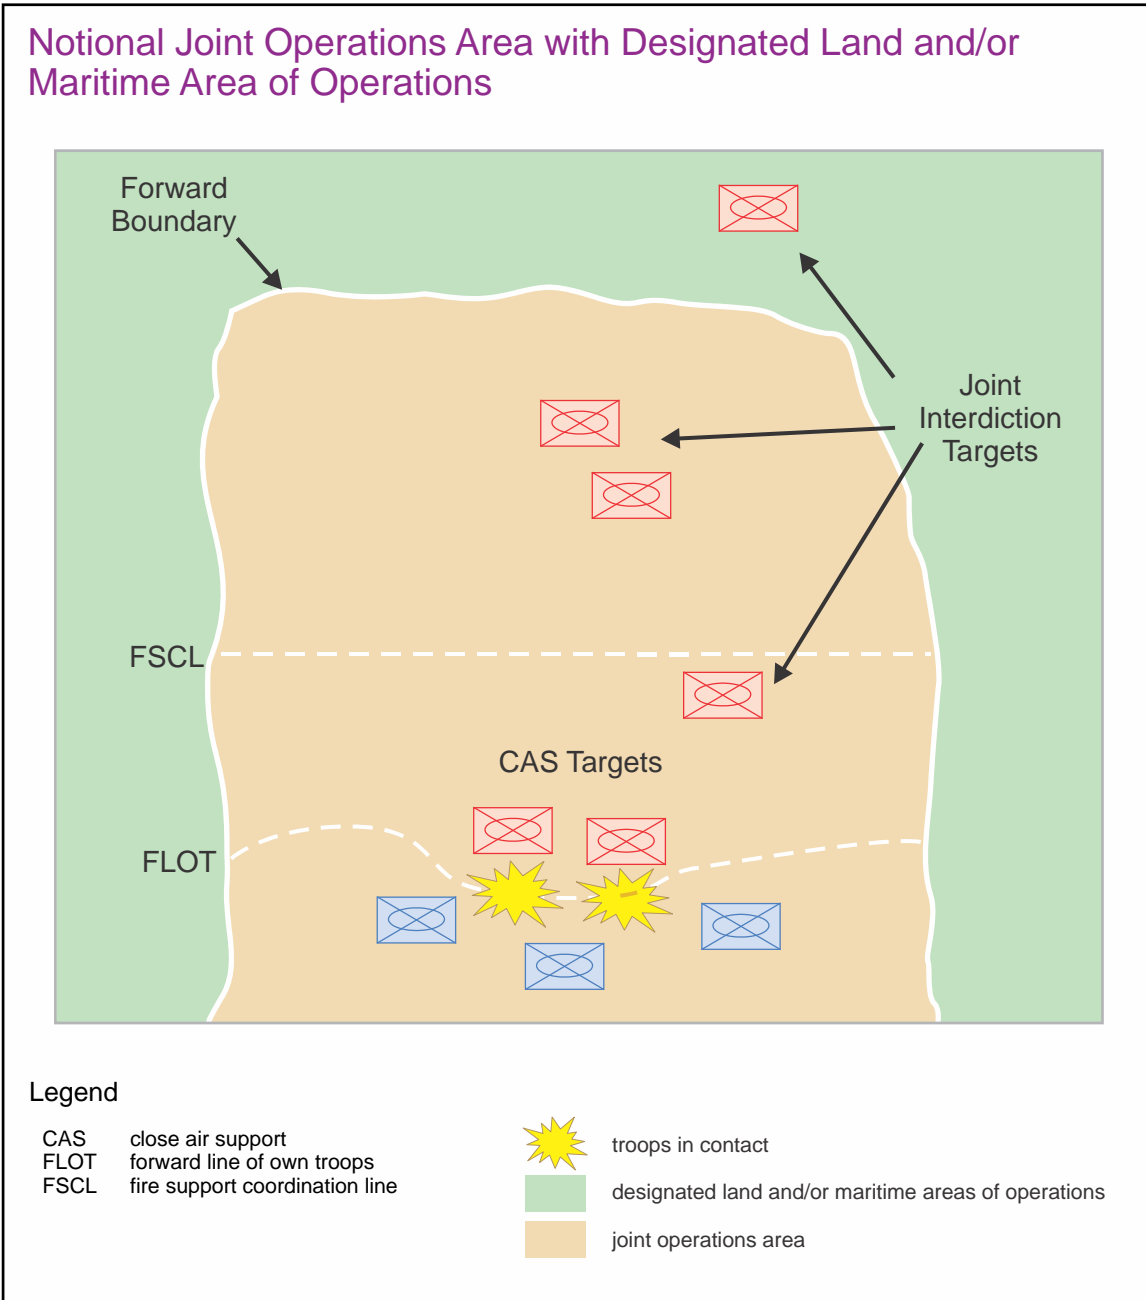 Notional Joint Operations Area with Designated Land and/or
Maritime Area of Operations
Forward
Boundary
Joint
Interdiction
Targets
FSCL
CAS Targets
FLOT
Legend
CAS close air support
FLOT forward line of own troops
FSCL fire support coordination line
troops in contact
designated land and/or maritime areas of operations
joint operations area